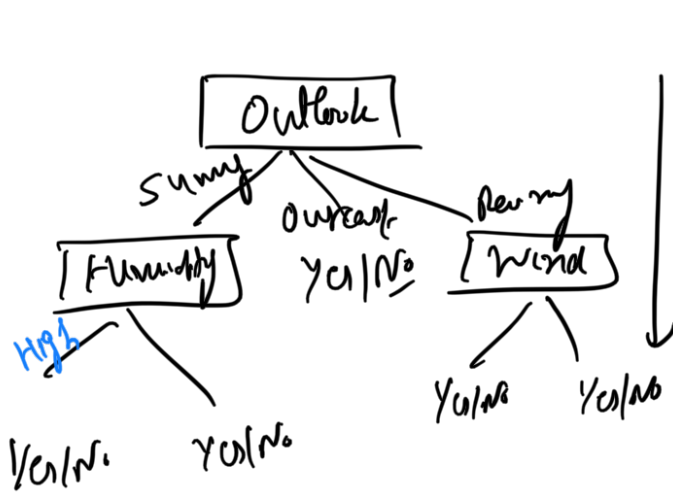 Outlook
Sunny
Overcast
Rainy
Humidity
Yes/No
Wind
High
Yes/No
Yes/No
Yes/No
Yes/No